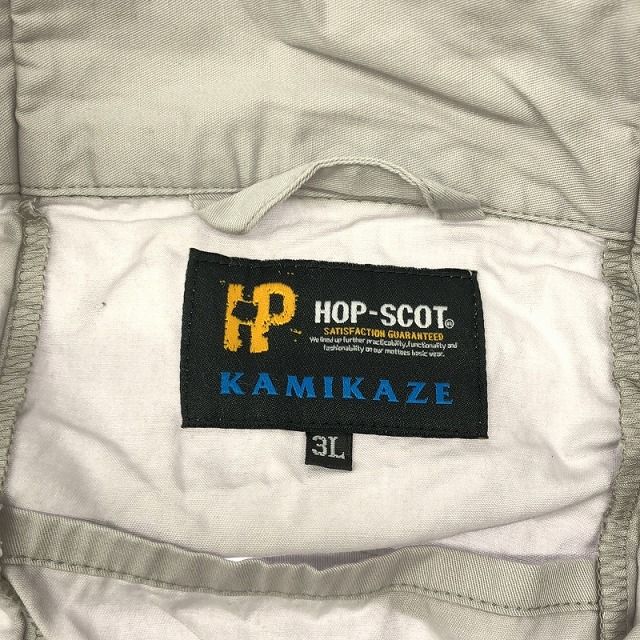 HP HOP-SCOT®
SATISFACTION GUARANTEED
We lined up further practicability, functionality and
fashionability on our mottoes basic wear.
KAMIKAZE
3L